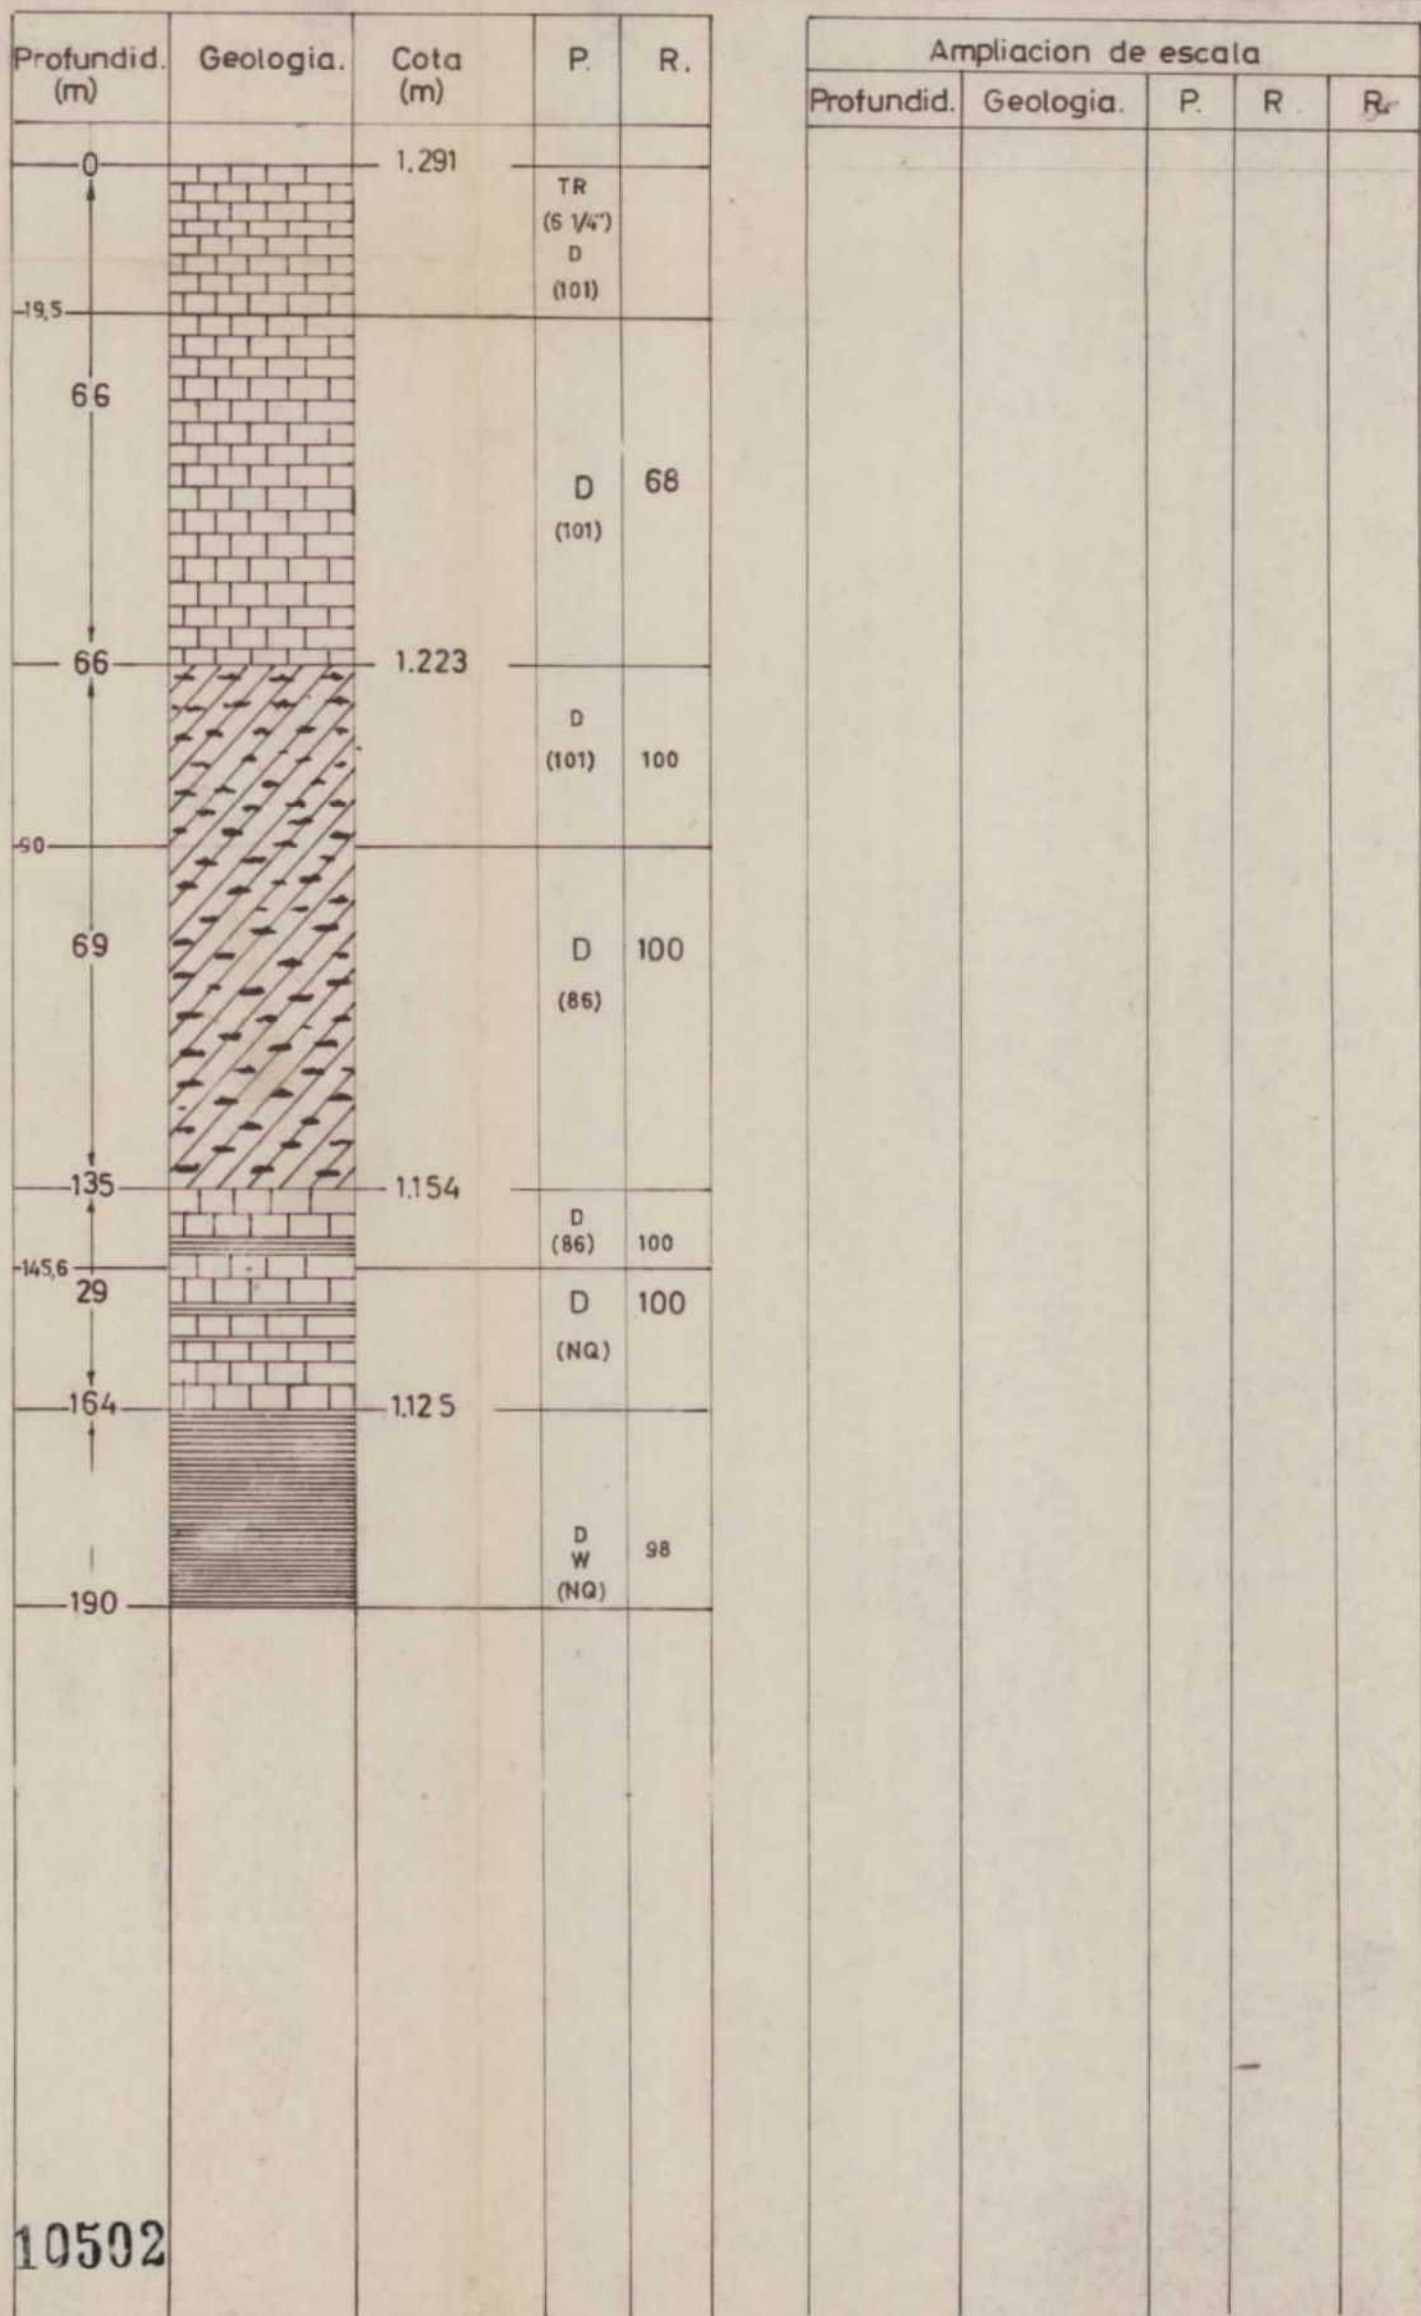 Profundid. Geologia. Cota P. R.
(m) (m)
Ampliacion de escala
Profundid. Geologia. P. R. R.
0 1.291
TR
(6 1/4")
D
(101)
19,5
66
D 68
(101)
66 1.223
D
(101) 100
90
69 D 100
(86)
135 1.154
D
(86) 100
145,6
29 D 100
(NQ)
164 1.125
D
W 98
(NQ)
190
10502